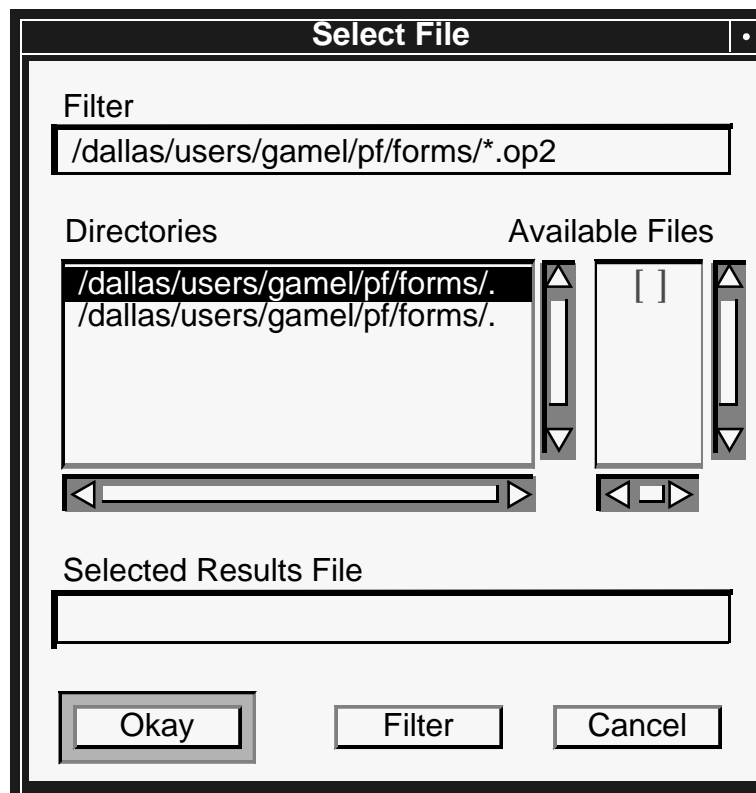 Select File
Filter
/dallas/users/gamel/pf/forms/*.op2
Directories Available Files
/dallas/users/gamel/pf/forms/. [ ]
/dallas/users/gamel/pf/forms/.
Selected Results File
Okay Filter Cancel